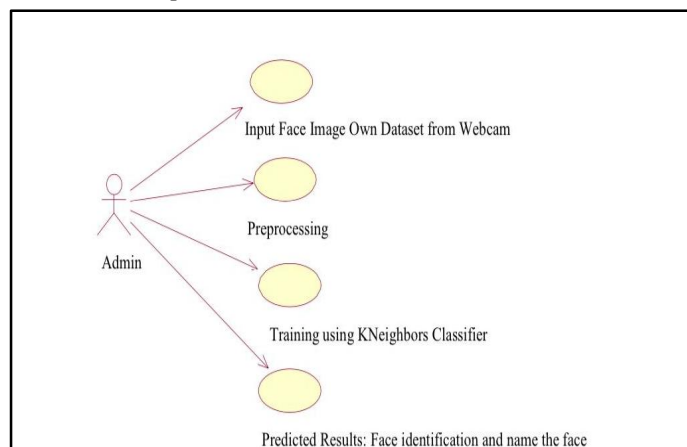 Input Face Image Own Dataset from Webcam
Preprocessing
Admin
Training using KNeighbors Classifier
Predicted Results: Face identification and name the face